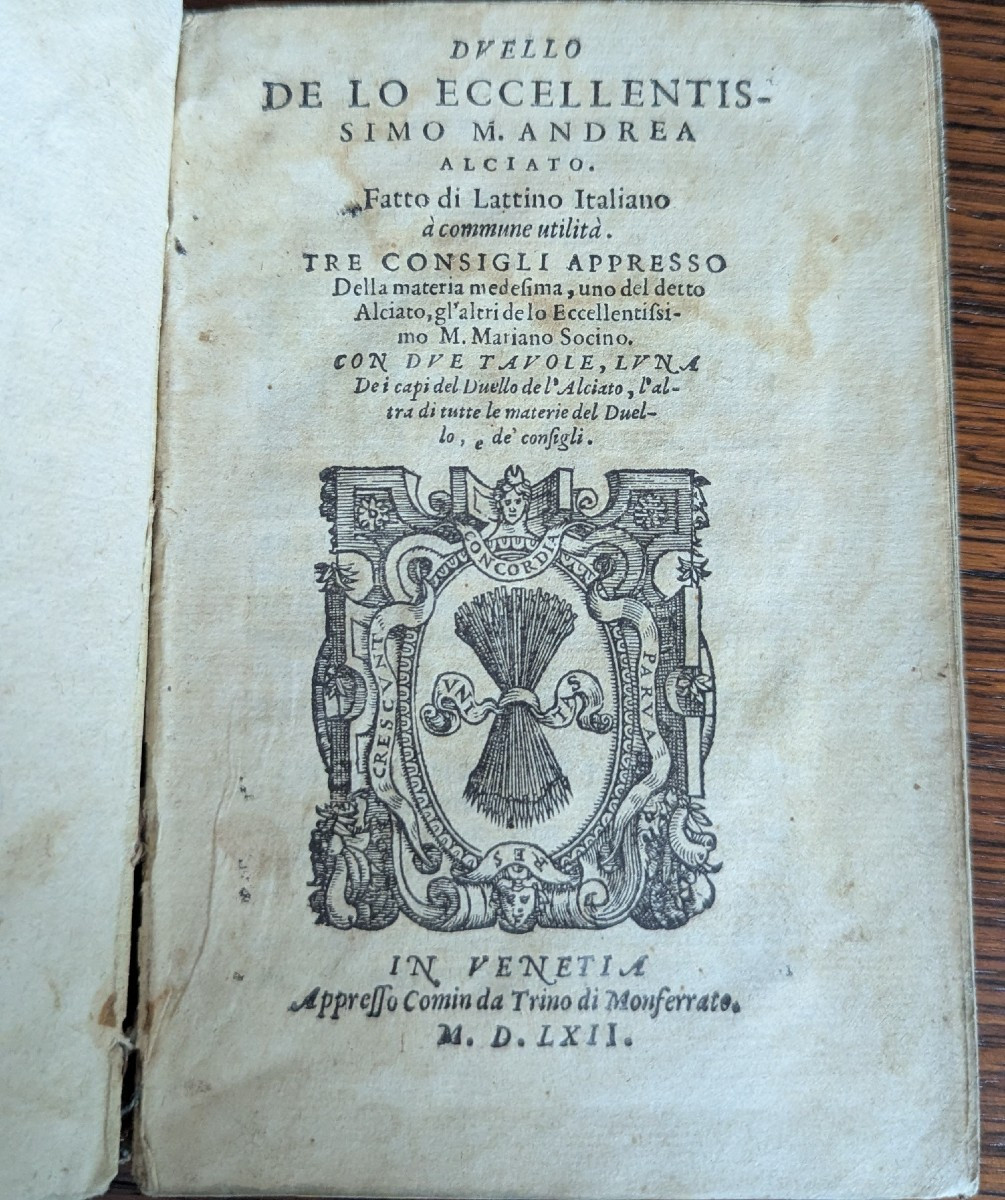 DVELLO
DE LO ECCELLENTIS-
SIMO M. ANDREA
ALCIATO.
Fatto di Lattino Italiano
à commune utilità.
TRE CONSIGLI APPRESSO
Della materia medeſima, uno del detto
Alciato, gl'altri de lo Eccellentiſsi-
mo M. Mariano Socino.
CON DVE TAVOLE, LVNA
De i capi del Duello de l'Alciato, l'al-
tra di tutte le materie del Duel-
lo, e de' conſigli.
CONCORDIA
CRESCVNT
PARVA
VNI
RES
IN VENETIA
Appreſſo Comin da Trino di Monferrato.
M. D. LXII.